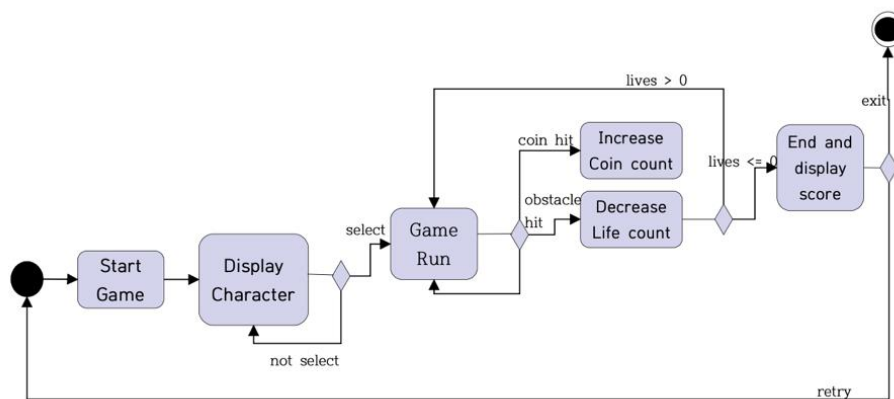 lives > 0
exit
coin hit
Increase
Coin count
End and
display
score
lives <= 0
obstacle
hit
Decrease
Life count
select
Game
Run
Start
Game
Display
Character
not select
retry